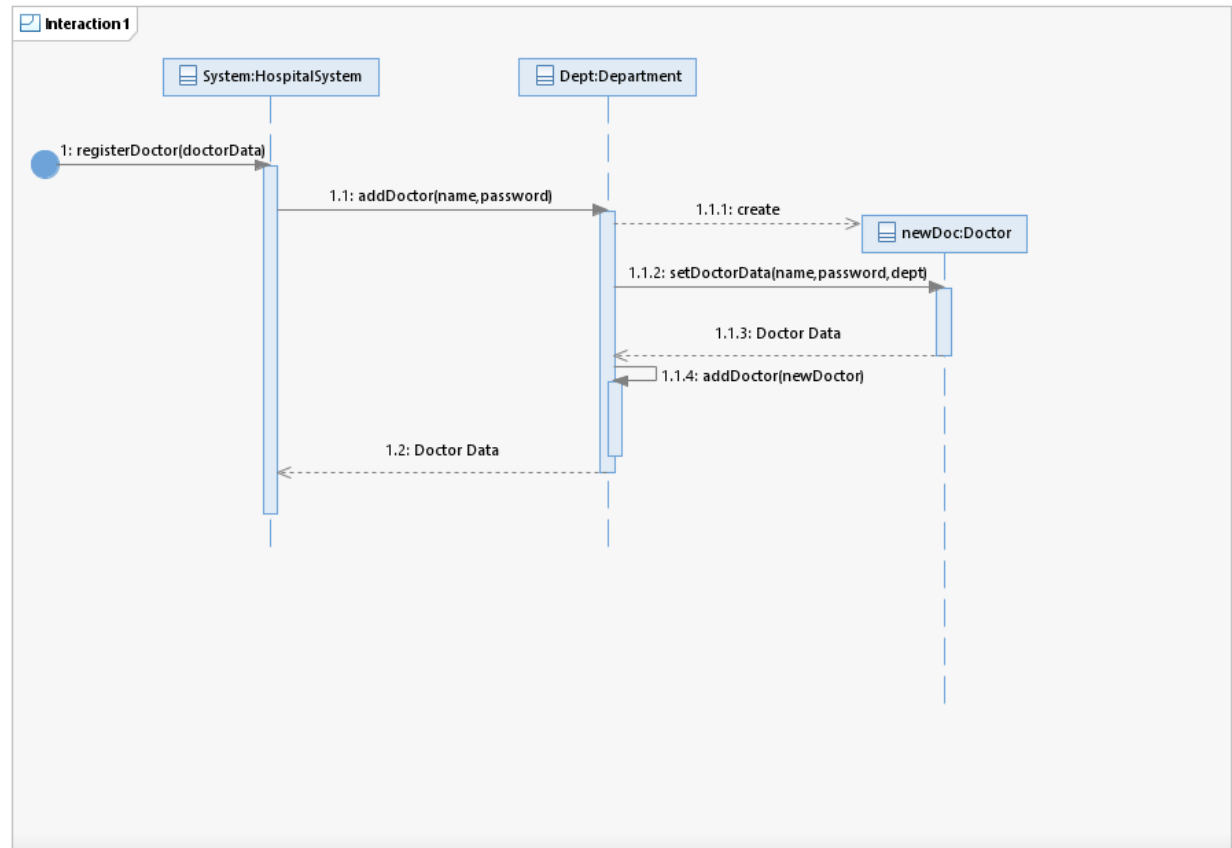 Interaction1
System:HospitalSystem
Dept:Department
1: registerDoctor(doctorData)
1.1: addDoctor(name,password)
1.1.1: create
newDoc:Doctor
1.1.2: setDoctorData(name,password,dept)
1.1.3: Doctor Data
1.1.4: addDoctor(newDoctor)
1.2: Doctor Data